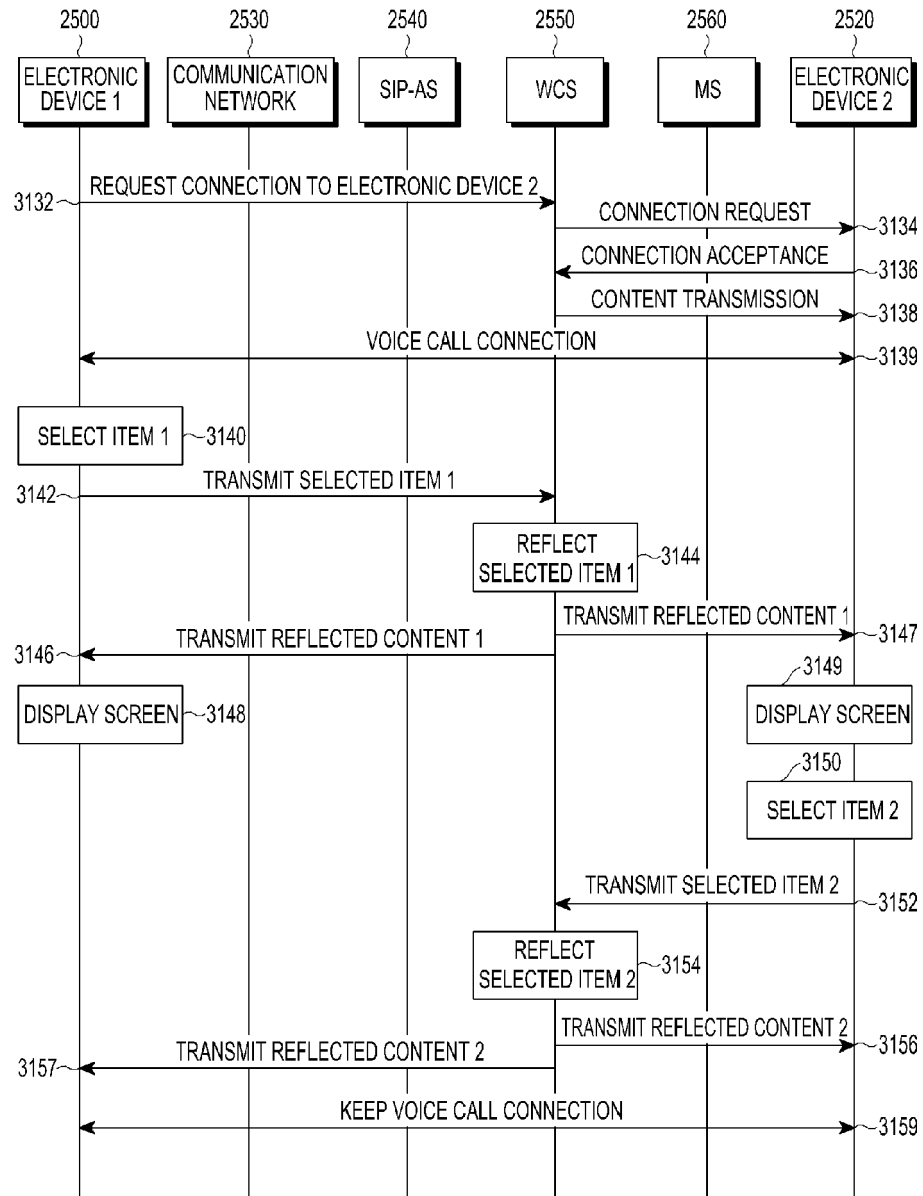 2500 2530 2540 2550 2560 2520
ELECTRONIC DEVICE 1
COMMUNICATION NETWORK
SIP-AS
WCS
MS
ELECTRONIC DEVICE 2
3132 REQUEST CONNECTION TO ELECTRONIC DEVICE 2
CONNECTION REQUEST 3134
CONNECTION ACCEPTANCE 3136
CONTENT TRANSMISSION 3138
VOICE CALL CONNECTION 3139
SELECT ITEM 1 3140
3142 TRANSMIT SELECTED ITEM 1
REFLECT
SELECTED ITEM 1 3144
TRANSMIT REFLECTED CONTENT 1 3147
3146 TRANSMIT REFLECTED CONTENT 1
3149
DISPLAY SCREEN 3148
DISPLAY SCREEN
3150
SELECT ITEM 2
TRANSMIT SELECTED ITEM 2 3152
REFLECT
SELECTED ITEM 2 3154
TRANSMIT REFLECTED CONTENT 2 3156
3157 TRANSMIT REFLECTED CONTENT 2
KEEP VOICE CALL CONNECTION 3159